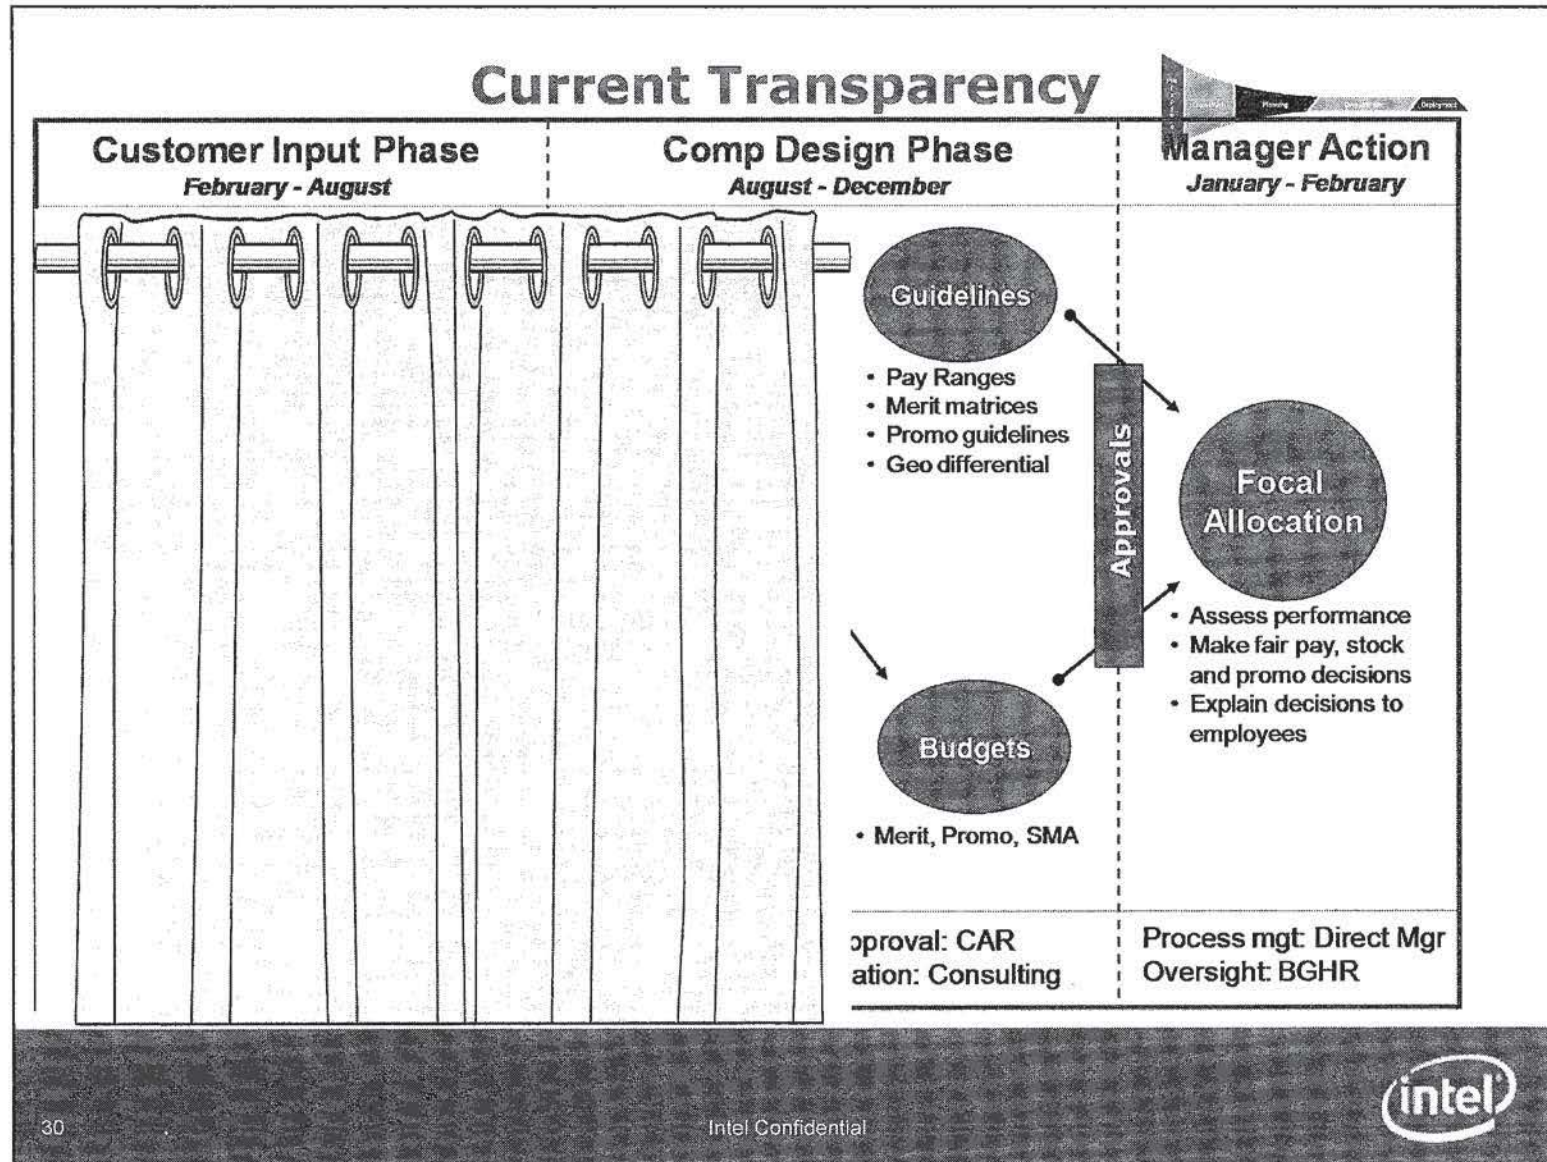 Current Transparency
Planning
Deployment
Customer Input Phase
February - August
Comp Design Phase
August - December
Manager Action
January - February
Guidelines
• Pay Ranges
• Merit matrices
• Promo guidelines
• Geo differential
Approvals
Focal
Allocation
• Assess performance
• Make fair pay, stock
and promo decisions
• Explain decisions to
employees
Budgets
• Merit, Promo, SMA
pproval: CAR
ation: Consulting
Process mgt: Direct Mgr
Oversight: BGHR
30
Intel Confidential
intel